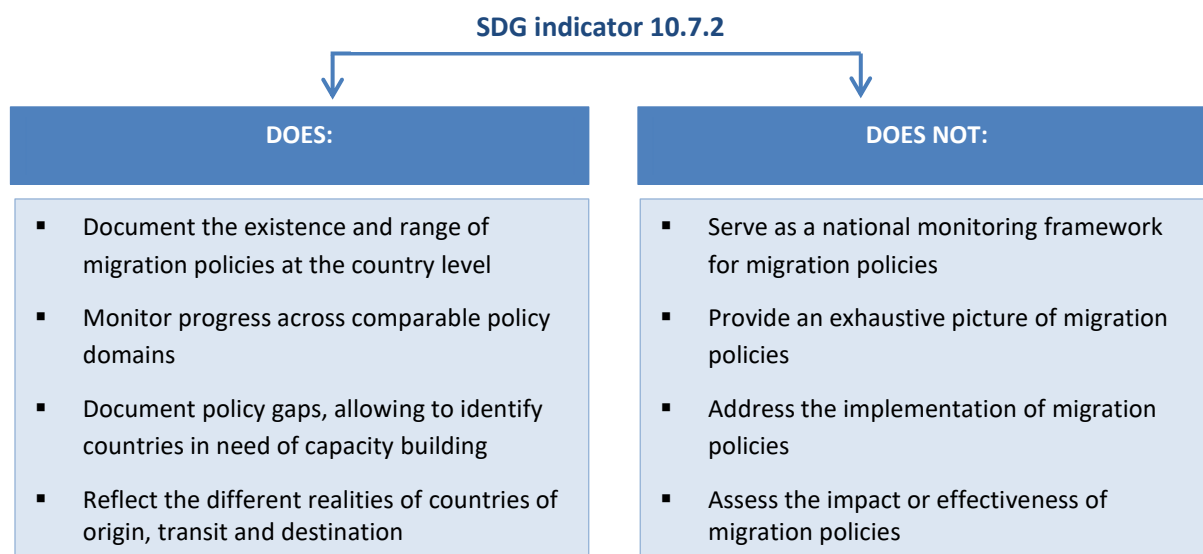 SDG indicator 10.7.2
DOES:
▪ Document the existence and range of
migration policies at the country level
▪ Monitor progress across comparable policy
domains
▪ Document policy gaps, allowing to identify
countries in need of capacity building
▪ Reflect the different realities of countries of
origin, transit and destination
DOES NOT:
▪ Serve as a national monitoring framework
for migration policies
▪ Provide an exhaustive picture of migration
policies
▪ Address the implementation of migration
policies
▪ Assess the impact or effectiveness of
migration policies